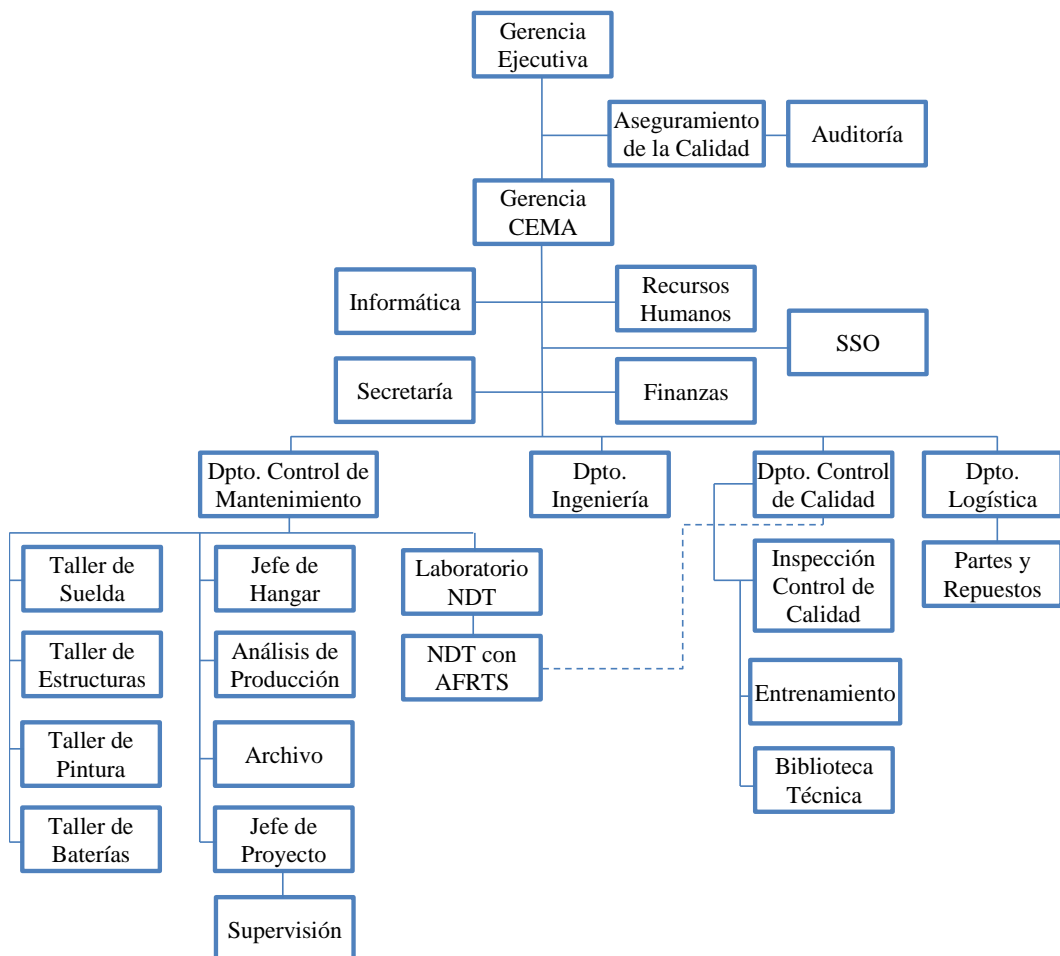 Gerencia
Ejecutiva
Aseguramiento
de la Calidad
Auditoría
Gerencia
CEMA
Informática
Recursos
Humanos
SSO
Secretaría
Finanzas
Dpto. Control de
Mantenimiento
Dpto.
Ingeniería
Dpto. Control
de Calidad
Dpto.
Logística
Taller de
Suelda
Jefe de
Hangar
Laboratorio
NDT
Inspección
Control de
Calidad
Partes y
Repuestos
Taller de
Estructuras
Análisis de
Producción
NDT con
AFRTS
Entrenamiento
Taller de
Pintura
Archivo
Biblioteca
Técnica
Taller de
Baterías
Jefe de
Proyecto
Supervisión